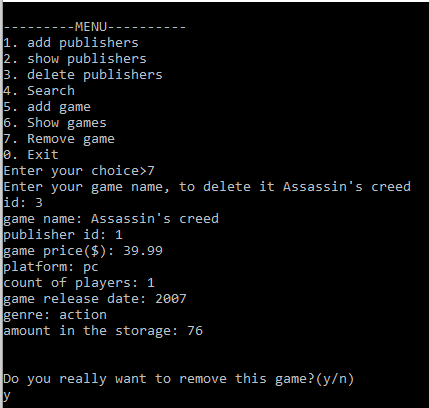 ---------MENU----------
1. add publishers
2. show publishers
3. delete publishers
4. Search
5. add game
6. Show games
7. Remove game
0. Exit
Enter your choice>7
Enter your game name, to delete it Assassin's creed
id: 3
game name: Assassin's creed
publisher id: 1
game price($): 39.99
platform: pc
count of players: 1
game release date: 2007
genre: action
amount in the storage: 76
Do you really want to remove this game?(y/n)
y